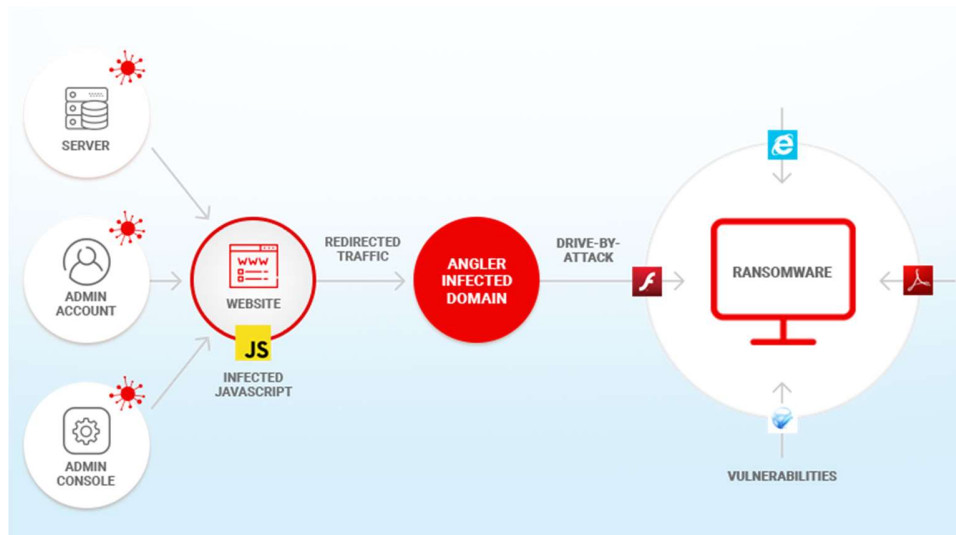 SERVER
ADMIN
ACCOUNT
ADMIN
CONSOLE
WWW
WEBSITE
JS
INFECTED
JAVASCRIPT
REDIRECTED
TRAFFIC
ANGLER
INFECTED
DOMAIN
DRIVE-BY-
ATTACK
RANSOMWARE
VULNERABILITIES